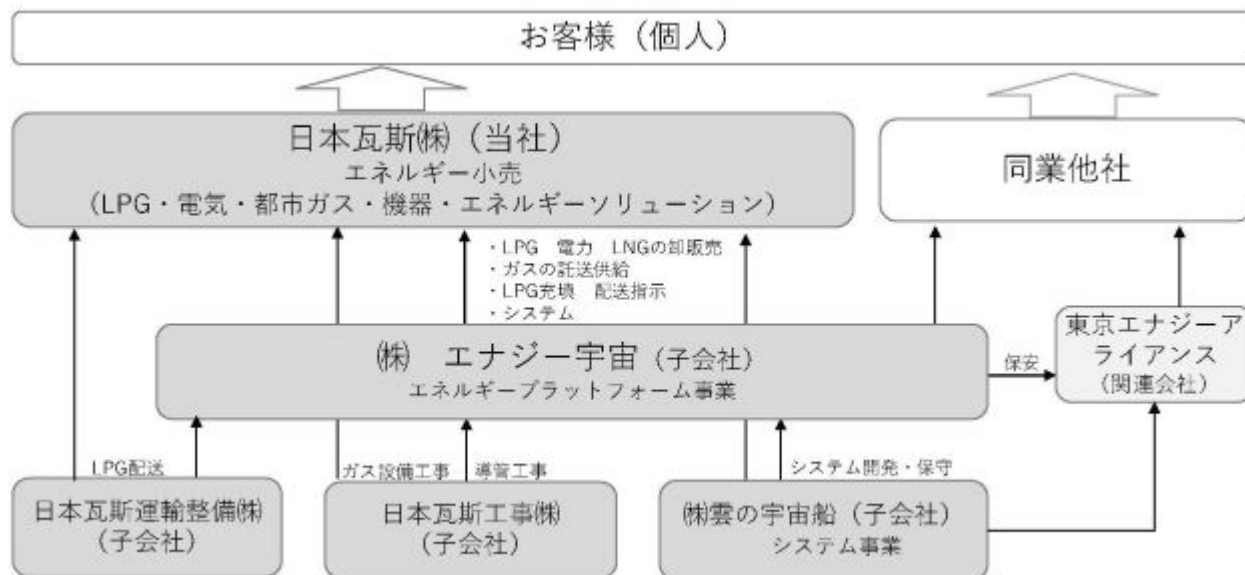 お客様（個人）
日本瓦斯㈱（当社）
エネルギー小売
（LPG・電気・都市ガス・機器・エネルギーソリューション）
同業他社
・LPG　電力　LNGの卸販売
・ガスの託送供給
・LPG充填　配送指示
・システム
㈱　エナジー宇宙（子会社）
エネルギープラットフォーム事業
保安
東京エナジーア
ライアンス
（関連会社）
LPG配送
ガス設備工事
導管工事
システム開発・保守
日本瓦斯運輸整備㈱
（子会社）
日本瓦斯工事㈱
（子会社）
㈱雲の宇宙船（子会社）
システム事業